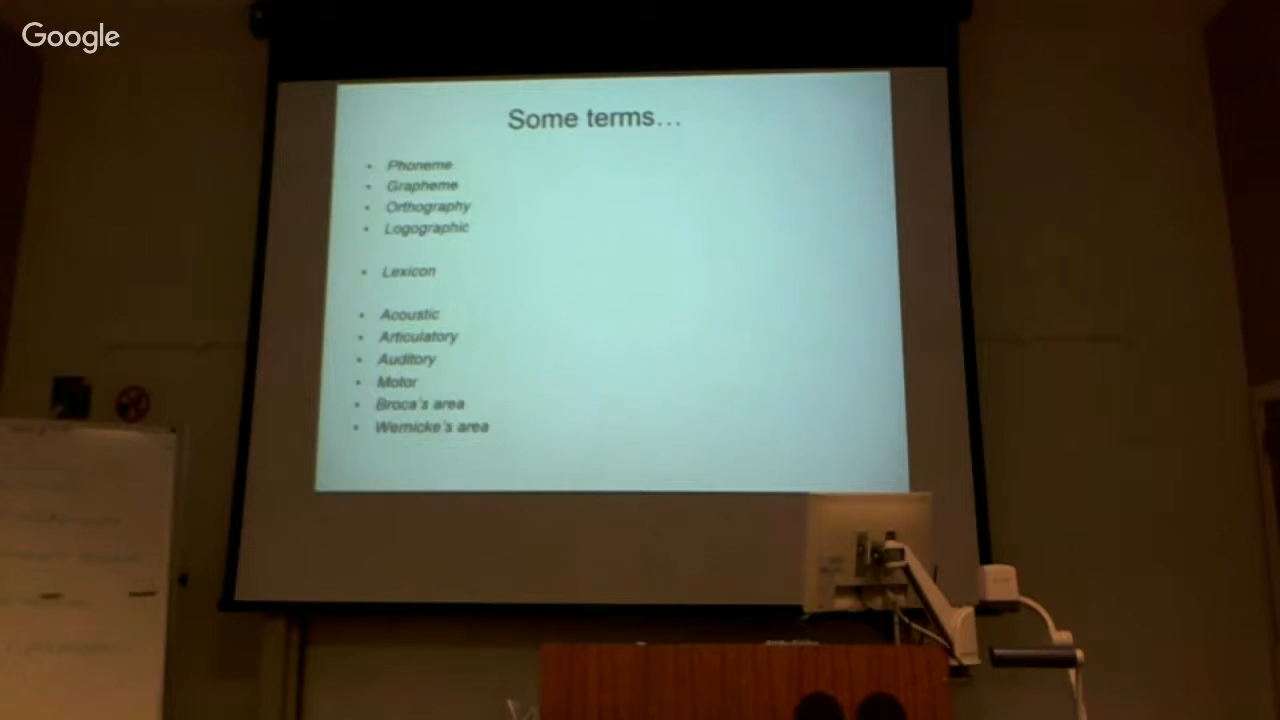 Google
Some terms…
• Phoneme
• Grapheme
• Orthography
• Logographic
• Lexicon
• Acoustic
• Articulatory
• Auditory
• Motor
• Broca's area
• Wernicke's area